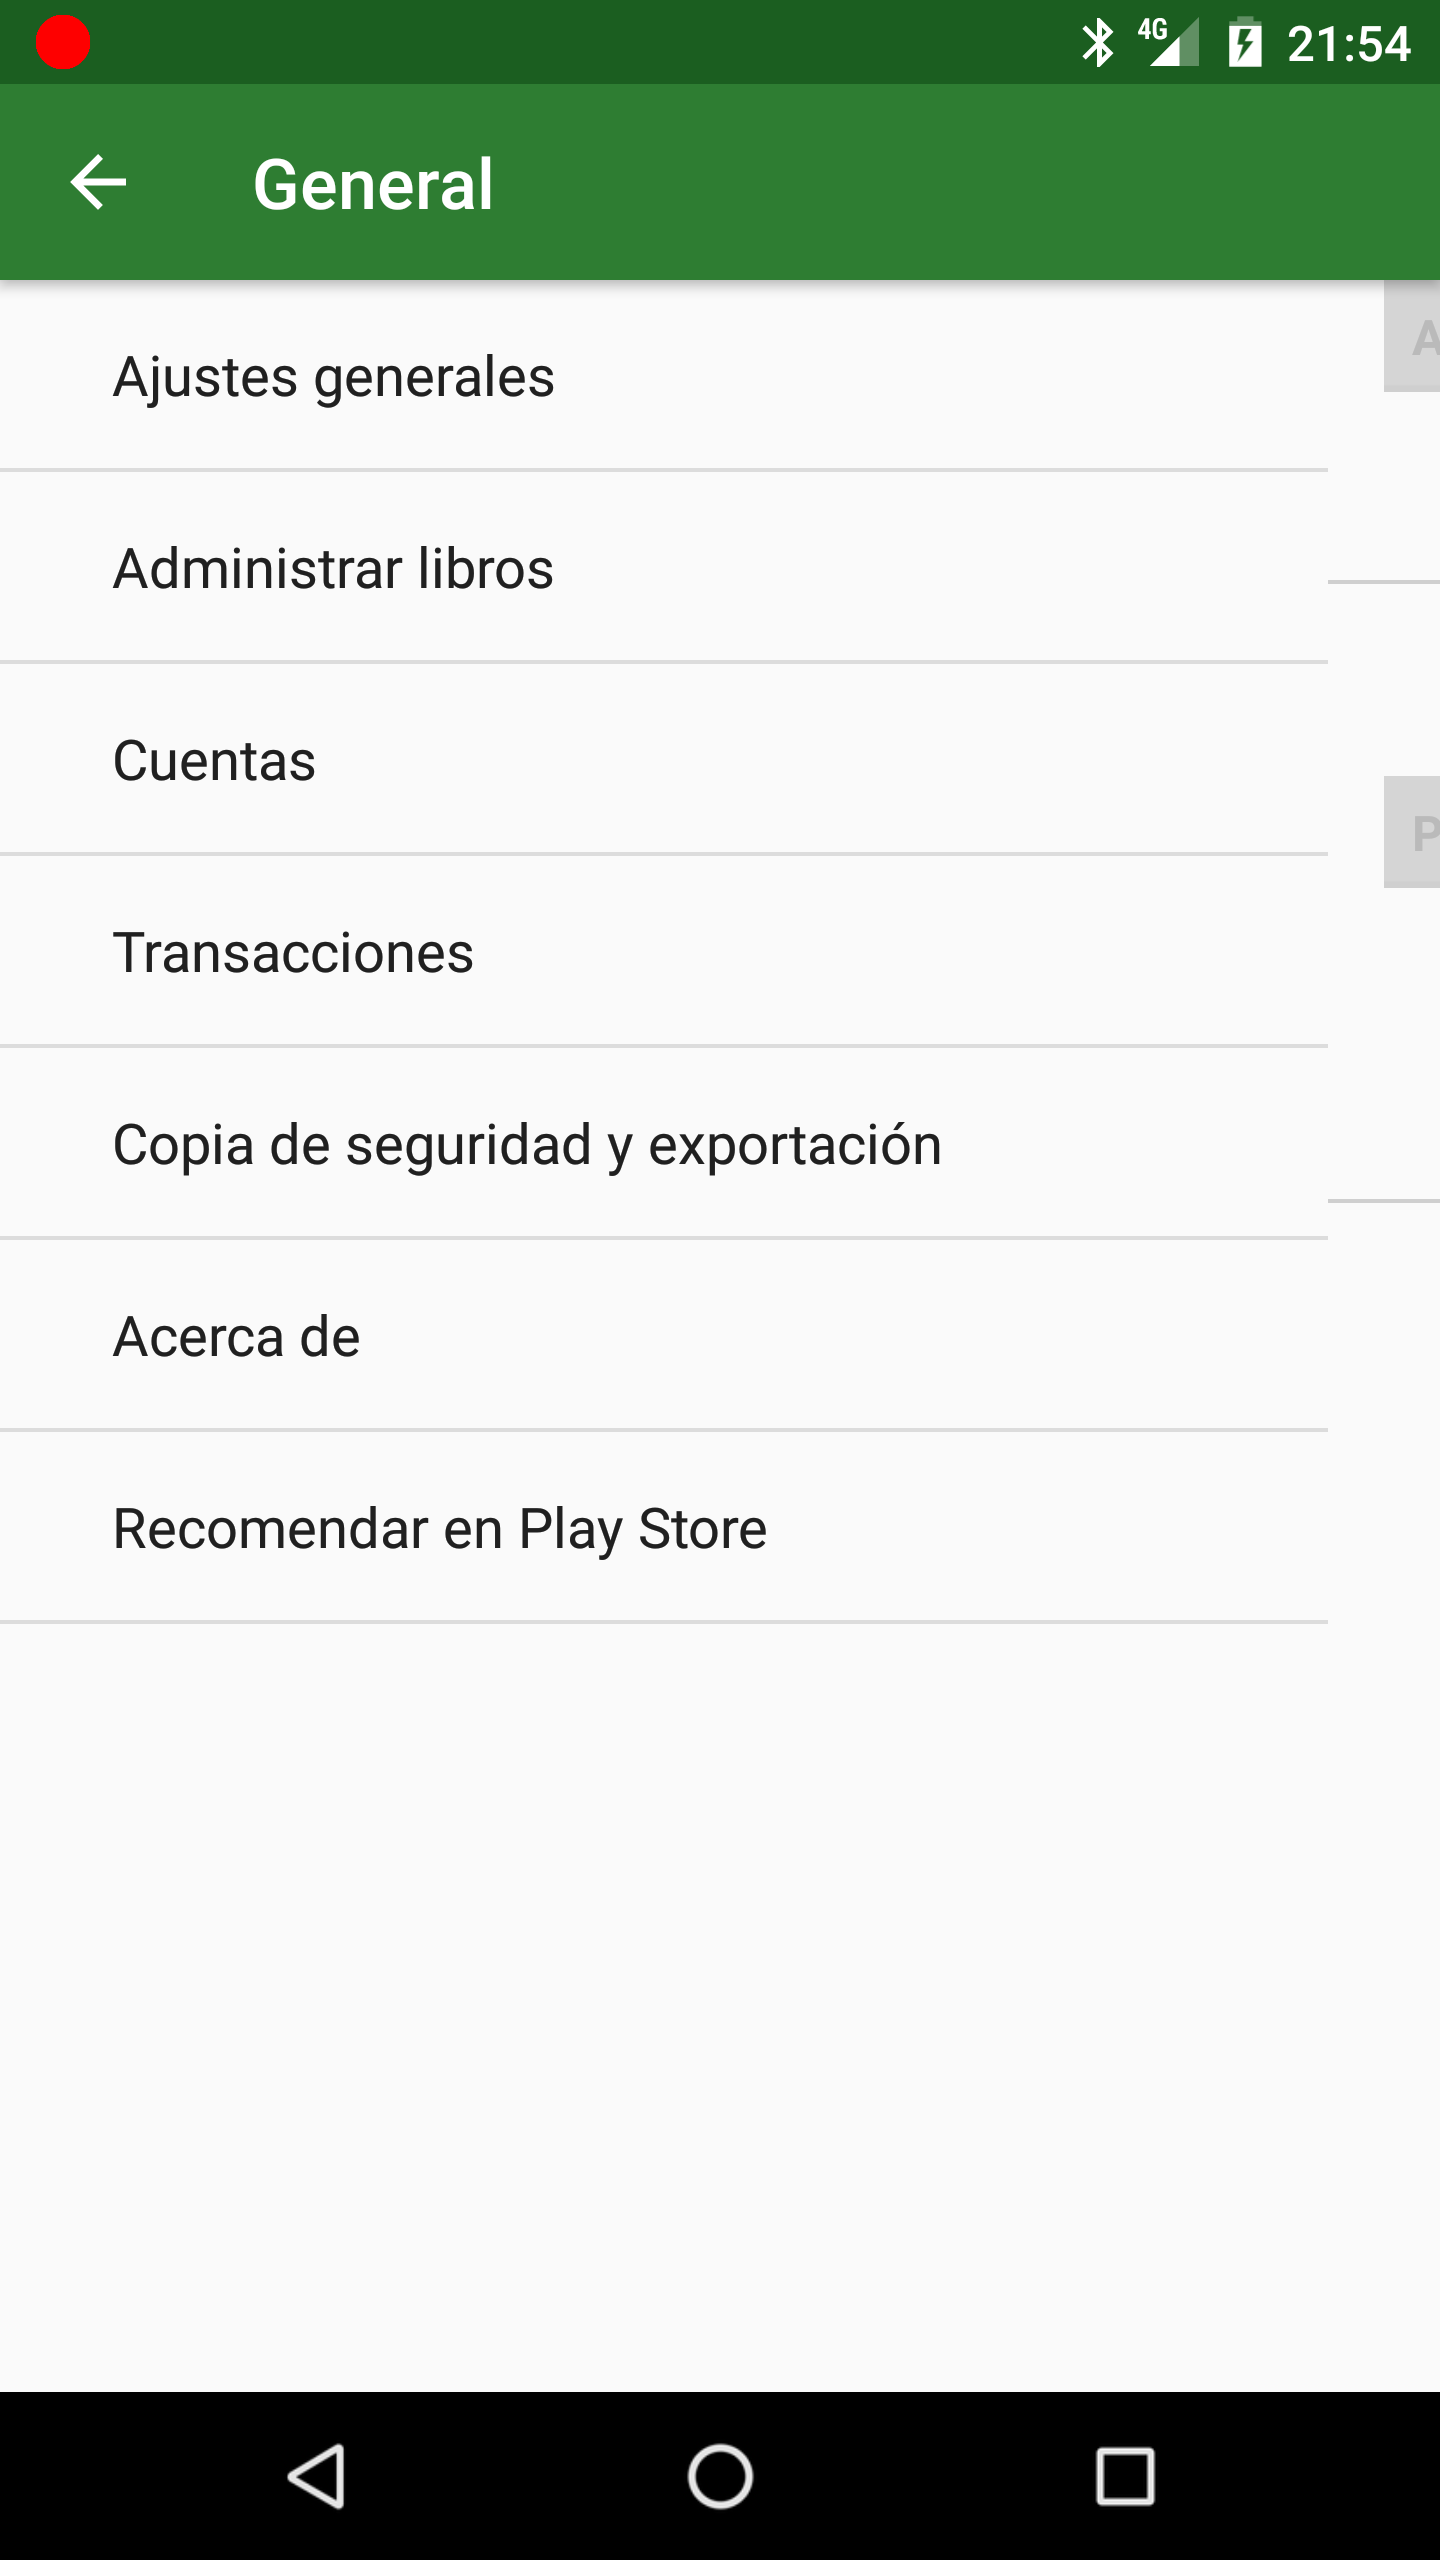 4G 21:54
General
Ajustes generales
A
Administrar libros
Cuentas
P
Transacciones
Copia de seguridad y exportación
Acerca de
Recomendar en Play Store